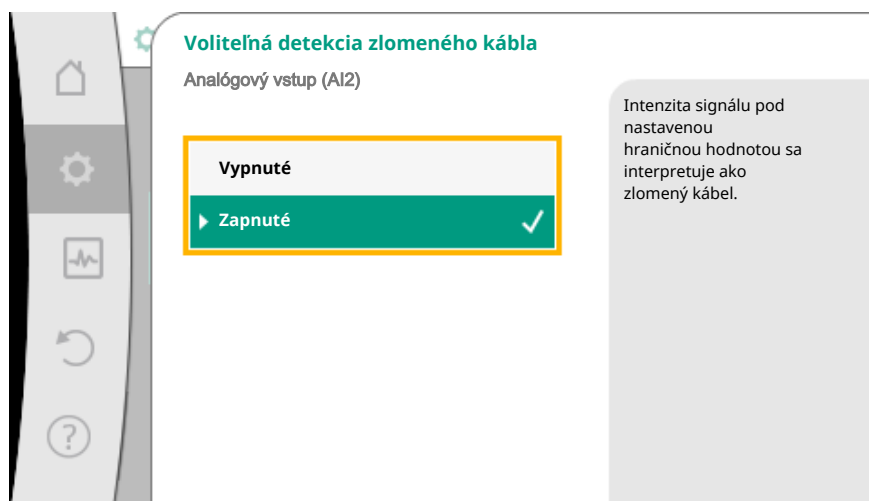 Voliteľná detekcia zlomeného kábla
Analógový vstup (AI2)
Vypnuté
Zapnuté
Intenzita signálu pod
nastavenou
hraničnou hodnotou sa
interpretuje ako
zlomený kábel.
?